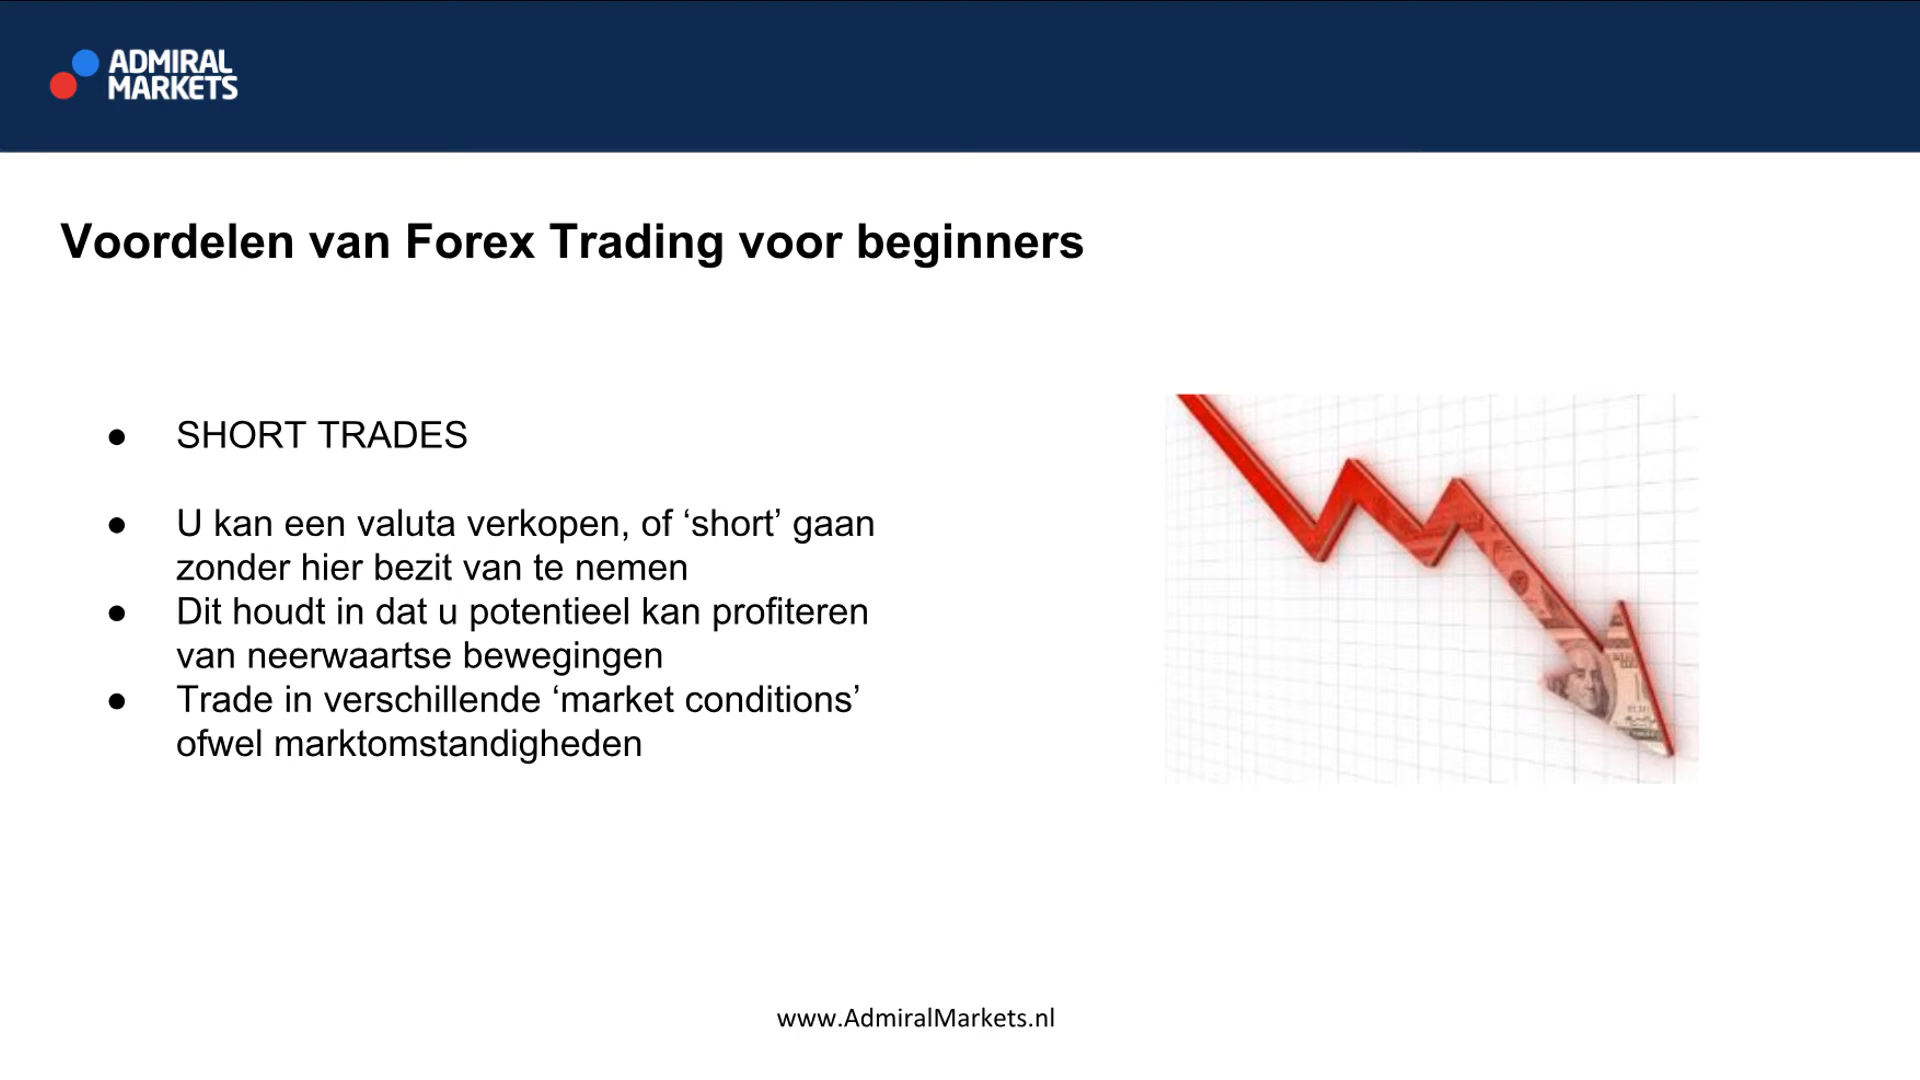 ADMIRAL
MARKETS
Voordelen van Forex Trading voor beginners
● SHORT TRADES
● U kan een valuta verkopen, of ‘short’ gaan
zonder hier bezit van te nemen
● Dit houdt in dat u potentieel kan profiteren
van neerwaartse bewegingen
● Trade in verschillende ‘market conditions’
ofwel marktomstandigheden
www.AdmiralMarkets.nl